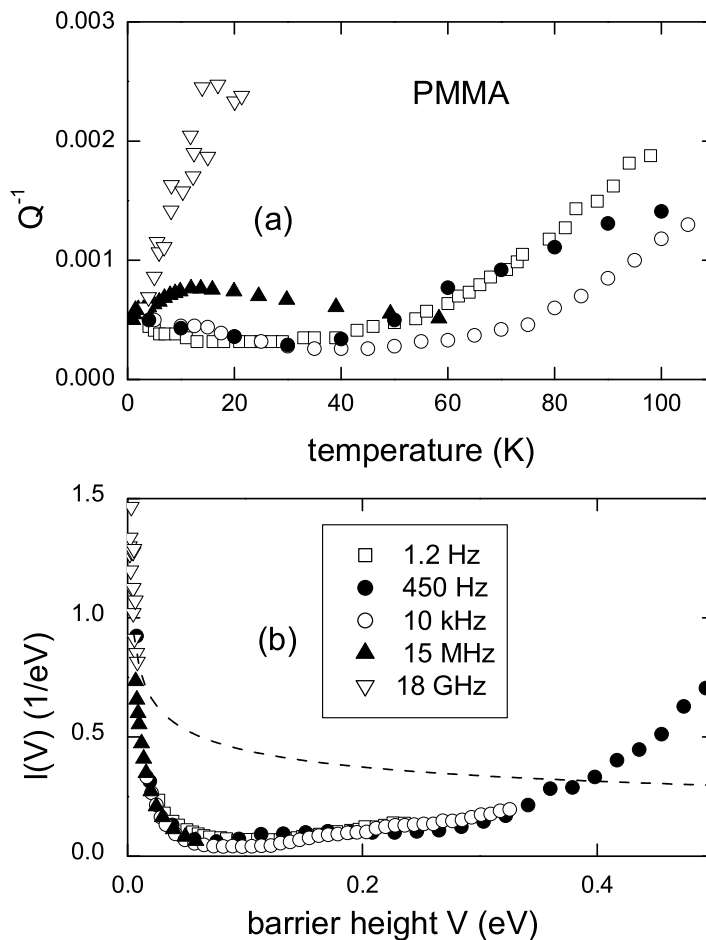 0.003
0.002
0.001
0.000
Q⁻¹
PMMA
(a)
0 20 40 60 80 100
temperature (K)
1.5
1.0
0.5
0.0
I(V) (1/eV)
1.2 Hz
450 Hz
10 kHz
15 MHz
18 GHz
(b)
0.0 0.2 0.4
barrier height V (eV)